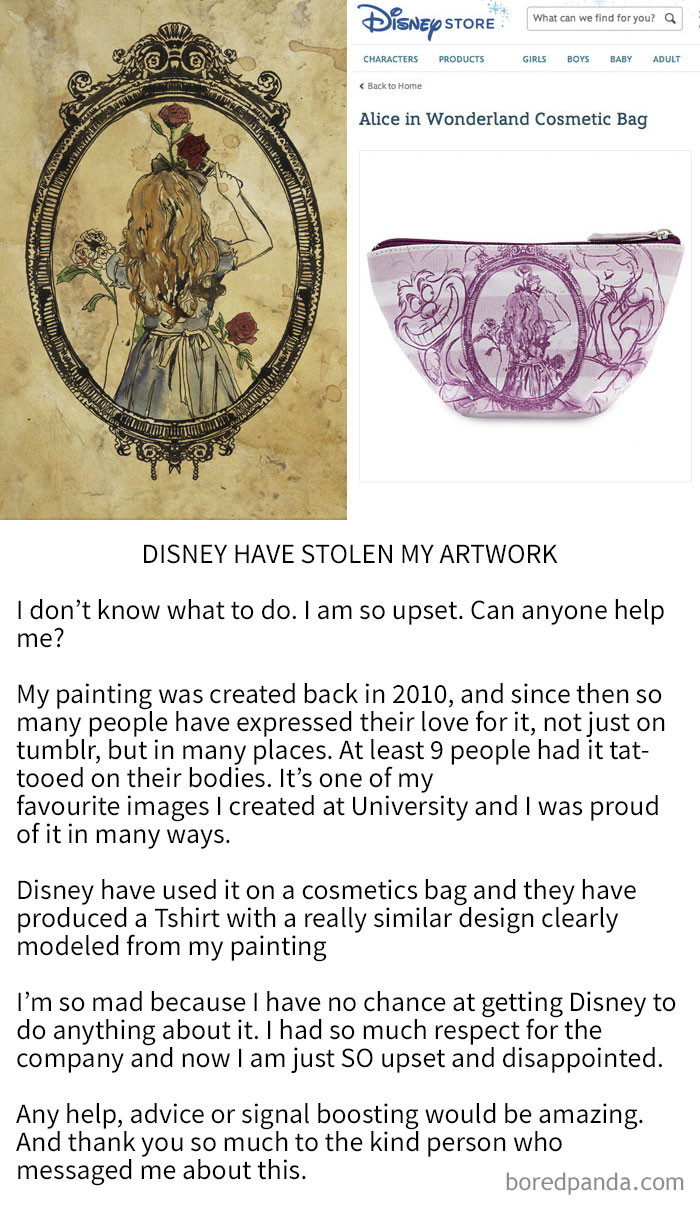 DISNEY STORE
What can we find for you?
CHARACTERS PRODUCTS GIRLS BOYS BABY ADULT
‹ Back to Home
Alice in Wonderland Cosmetic Bag
DISNEY HAVE STOLEN MY ARTWORK
I don’t know what to do. I am so upset. Can anyone help
me?
My painting was created back in 2010, and since then so
many people have expressed their love for it, not just on
tumblr, but in many places. At least 9 people had it tat-
tooed on their bodies. It’s one of my
favourite images I created at University and I was proud
of it in many ways.
Disney have used it on a cosmetics bag and they have
produced a Tshirt with a really similar design clearly
modeled from my painting
I’m so mad because I have no chance at getting Disney to
do anything about it. I had so much respect for the
company and now I am just SO upset and disappointed.
Any help, advice or signal boosting would be amazing.
And thank you so much to the kind person who
messaged me about this.
boredpanda.com